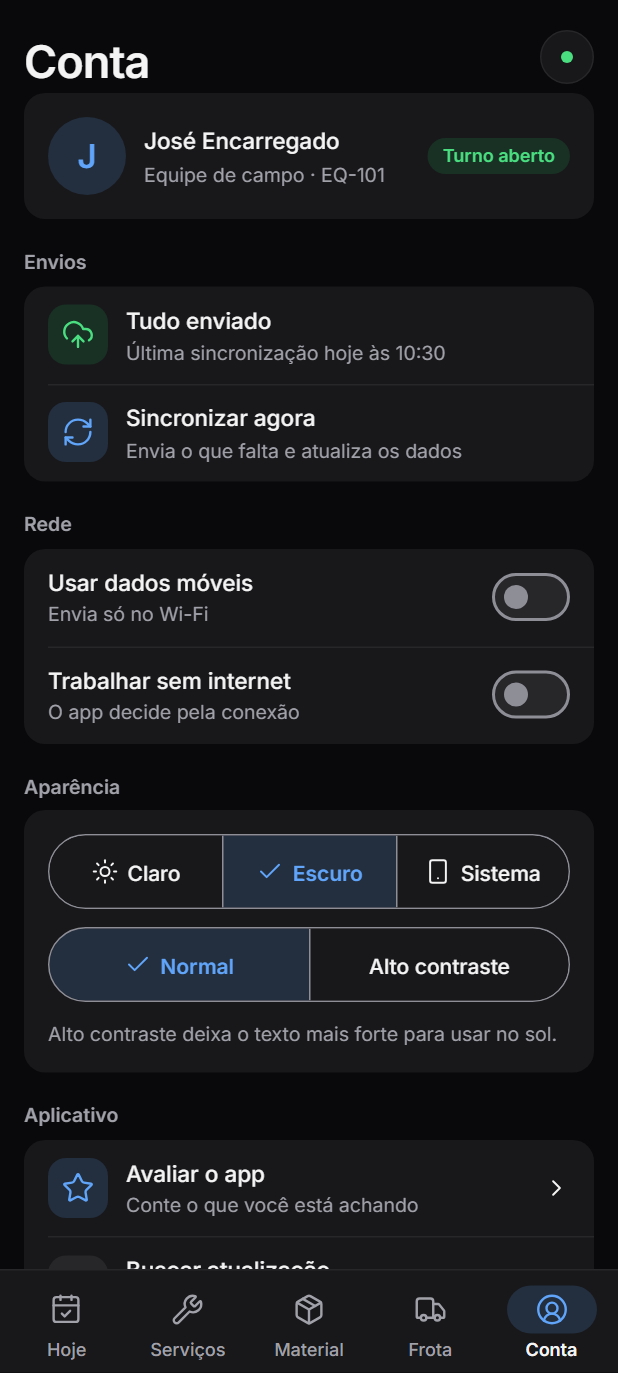 Conta
J
José Encarregado
Equipe de campo · EQ-101
Turno aberto
Envios
Tudo enviado
Última sincronização hoje às 10:30
Sincronizar agora
Envia o que falta e atualiza os dados
Rede
Usar dados móveis
Envia só no Wi-Fi
Trabalhar sem internet
O app decide pela conexão
Aparência
Claro
Escuro
Sistema
Normal
Alto contraste
Alto contraste deixa o texto mais forte para usar no sol.
Aplicativo
Avaliar o app
Conte o que você está achando
Buscar atualização
Hoje
Serviços
Material
Frota
Conta